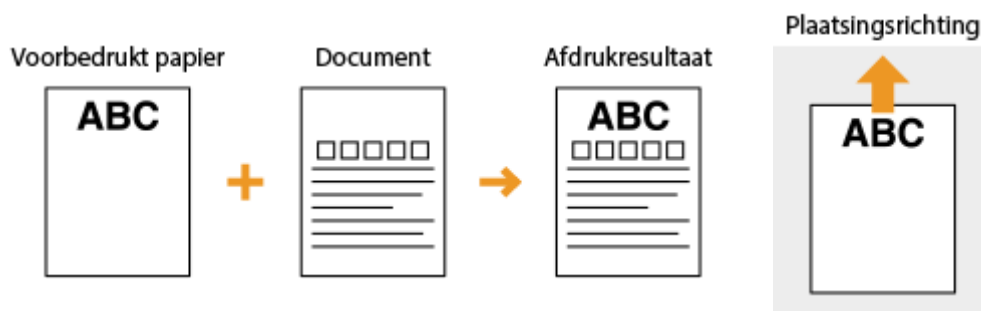 Plaatsingsrichting
Voorbedrukt papier
Document
Afdrukresultaat
ABC
ABC
ABC